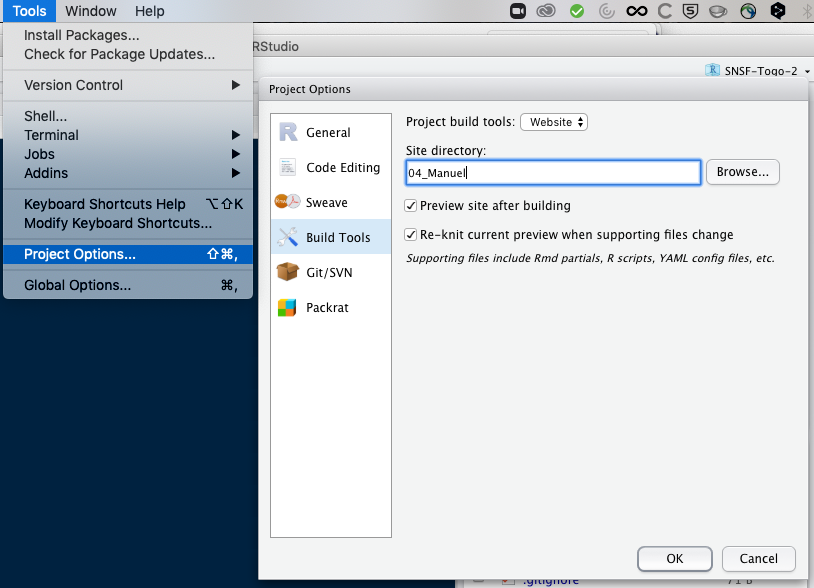 Tools Window Help
Install Packages...
Check for Package Updates...
Version Control
Shell...
Terminal
Jobs
Addins
Keyboard Shortcuts Help ⌥⇧K
Modify Keyboard Shortcuts...
Project Options... ⇧⌘,
Global Options... ⌘,
RStudio
SNSF-Togo-2
Project Options
General
Code Editing
Sweave
Build Tools
Git/SVN
Packrat
Project build tools: Website
Site directory:
04_Manuel
Browse...
Preview site after building
Re-knit current preview when supporting files change
Supporting files include Rmd partials, R scripts, YAML config files, etc.
OK
Cancel
.gitignore